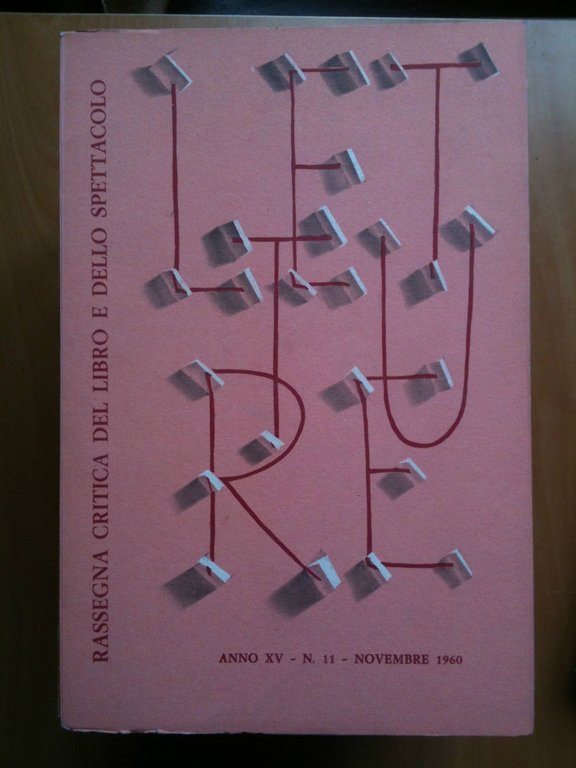 LETTURE
RASSEGNA CRITICA DEL LIBRO E DELLO SPETTACOLO
ANNO XV - N. 11 - NOVEMBRE 1960